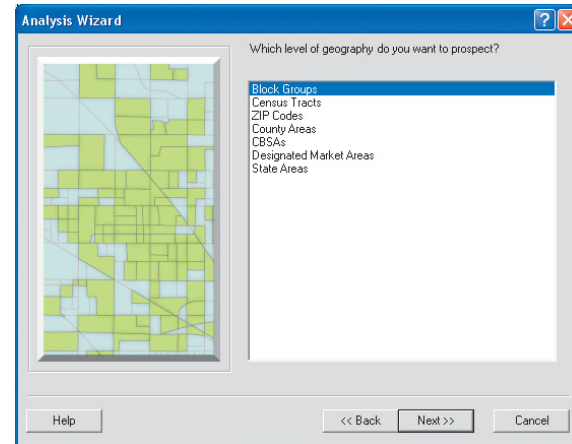 Analysis Wizard
Which level of geography do you want to prospect?
Block Groups
Census Tracts
ZIP Codes
County Areas
CBSAs
Designated Market Areas
State Areas
Help
<< Back
Next >>
Cancel